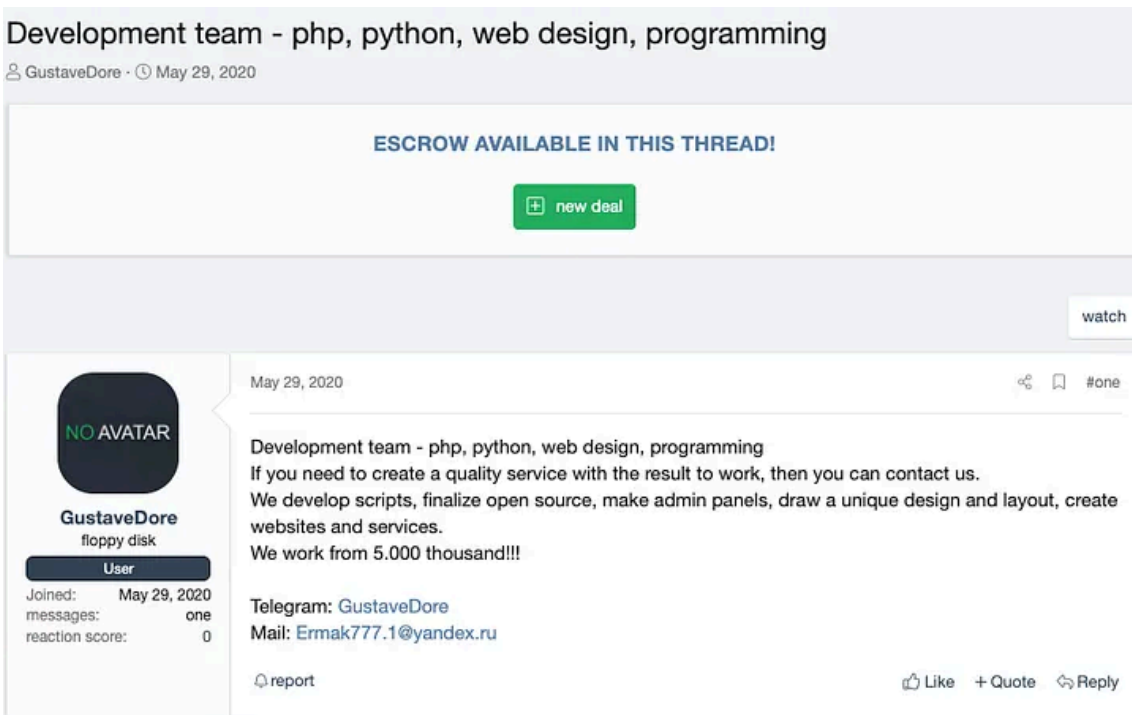 Development team - php, python, web design, programming
GustaveDore · May 29, 2020
ESCROW AVAILABLE IN THIS THREAD!
new deal
watch
NO AVATAR
GustaveDore
floppy disk
User
Joined: May 29, 2020
messages: one
reaction score: 0
May 29, 2020
#one
Development team - php, python, web design, programming
If you need to create a quality service with the result to work, then you can contact us.
We develop scripts, finalize open source, make admin panels, draw a unique design and layout, create
websites and services.
We work from 5.000 thousand!!!
Telegram: GustaveDore
Mail: Ermak777.1@yandex.ru
report
Like + Quote Reply